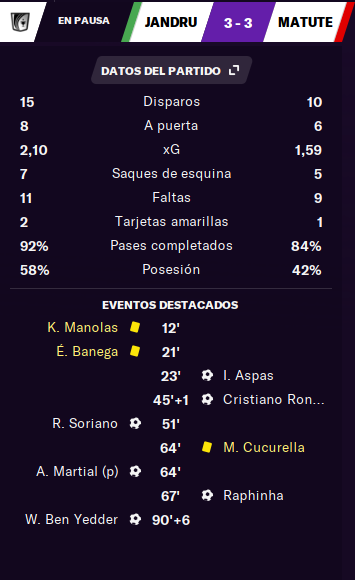 EN PAUSA JANDRU 3 - 3 MATUTE
DATOS DEL PARTIDO
15 Disparos 10
8 A puerta 6
2,10 xG 1,59
7 Saques de esquina 5
11 Faltas 9
2 Tarjetas amarillas 1
92% Pases completados 84%
58% Posesión 42%
EVENTOS DESTACADOS
K. Manolas 12'
É. Banega 21'
23' I. Aspas
45'+1 Cristiano Ron...
R. Soriano 51'
64' M. Cucurella
A. Martial (p) 64'
67' Raphinha
W. Ben Yedder 90'+6